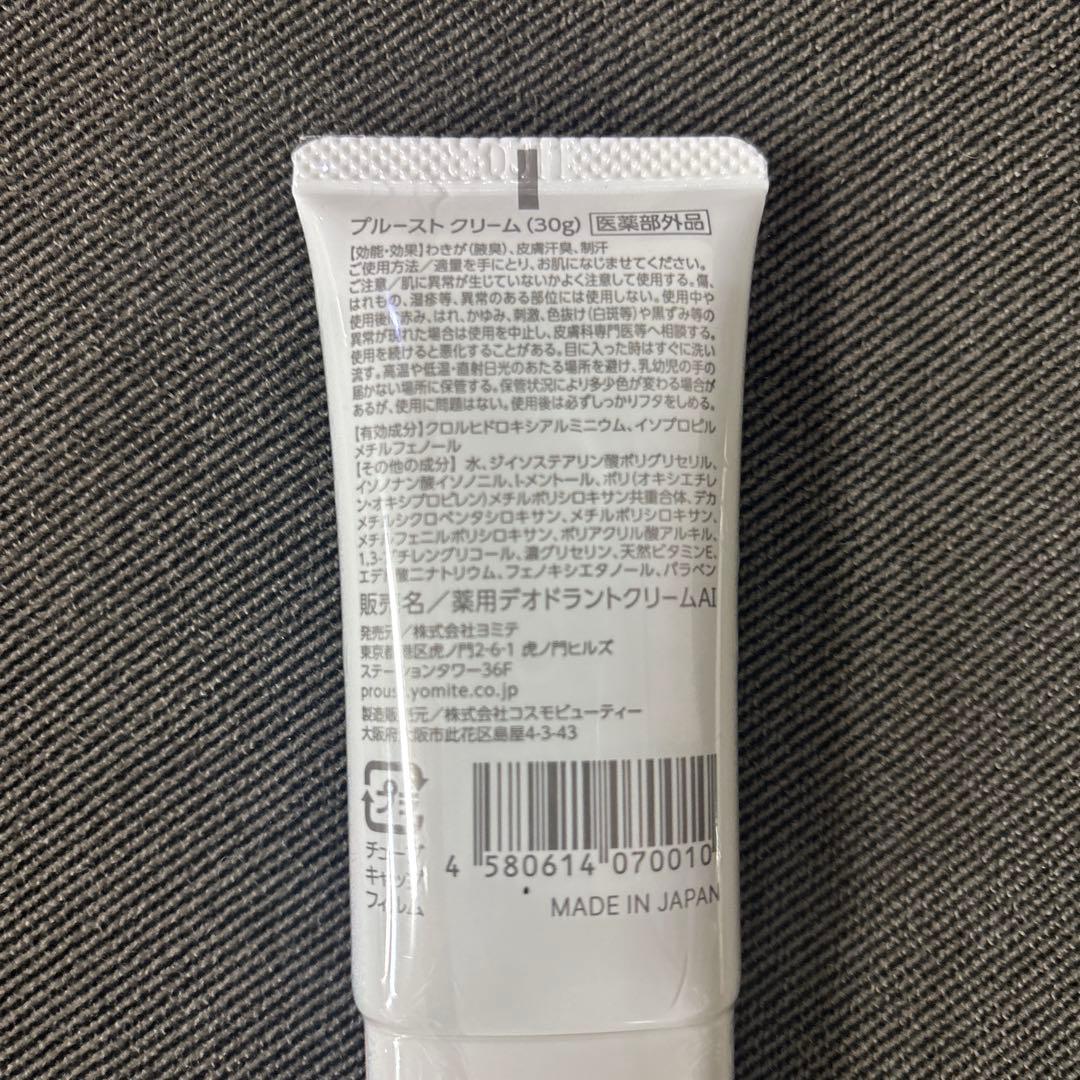 プルースト クリーム (30g) 医薬部外品
【効能・効果】わきが(腋臭)、皮膚汗臭、制汗
ご使用方法／適量を手にとり、お肌になじませてください。
ご注意／肌に異常が生じていないかよく注意して使用する。傷、
はれもの、湿疹等、異常のある部位には使用しない。使用中や
使用後に赤み、はれ、かゆみ、刺激、色抜け(白斑等)や黒ずみ等の
異常が現れた場合は使用を中止し、皮膚科専門医等へ相談する。
使用を続けると悪化することがある。目に入った時はすぐに洗い
流す。高温や低温・直射日光のあたる場所を避け、乳幼児の手の
届かない場所に保管する。保管状況により多少色が変わる場合が
あるが、使用に問題はない。使用後は必ずしっかりフタをしめる。
【有効成分】クロルヒドロキシアルミニウム、イソプロピル
メチルフェノール
【その他の成分】 水、ジイソステアリン酸ポリグリセリル、
イソノナン酸イソノニル、ℓ-メントール、ポリ(オキシエチレ
ン・オキシプロピレン)メチルポリシロキサン共重合体、デカ
メチルシクロペンタシロキサン、メチルポリシロキサン、
メチルフェニルポリシロキサン、ポリアクリル酸アルキル、
1,3-ブチレングリコール、濃グリセリン、天然ビタミンE、
エデト酸二ナトリウム、フェノキシエタノール、パラベン
販売名／薬用デオドラントクリームAI
発売元／株式会社ヨミテ
東京都港区虎ノ門2-6-1 虎ノ門ヒルズ
ステーションタワー36F
proust.yomite.co.jp
製造販売元／株式会社コスモビューティー
大阪府大阪市此花区島屋4-3-43
プラ
チューブ
キャップ
フィルム
4 580614 070010
MADE IN JAPAN